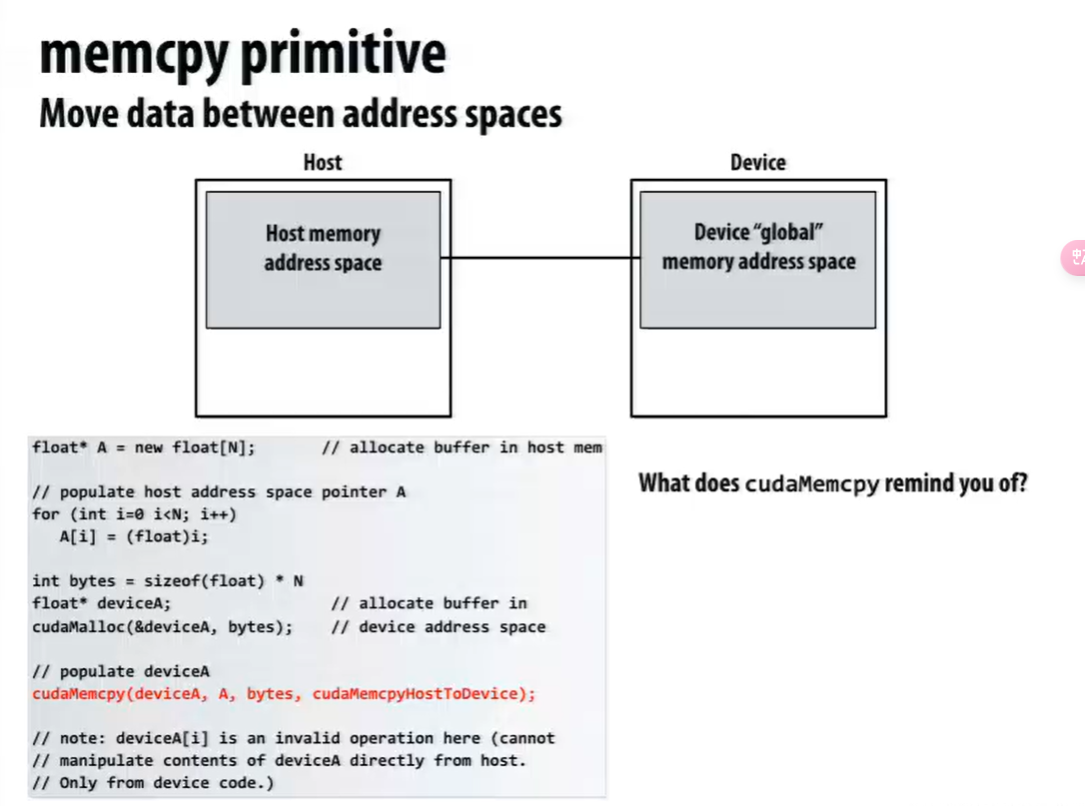 memcpy primitive
Move data between address spaces
Host
Device
Host memory
address space
Device “global”
memory address space
float* A = new float[N];       // allocate buffer in host mem
// populate host address space pointer A
for (int i=0 i<N; i++)
   A[i] = (float)i;
int bytes = sizeof(float) * N
float* deviceA;                 // allocate buffer in
cudaMalloc(&deviceA, bytes);    // device address space
// populate deviceA
cudaMemcpy(deviceA, A, bytes, cudaMemcpyHostToDevice);
// note: deviceA[i] is an invalid operation here (cannot
// manipulate contents of deviceA directly from host.
// Only from device code.)
What does cudaMemcpy remind you of?